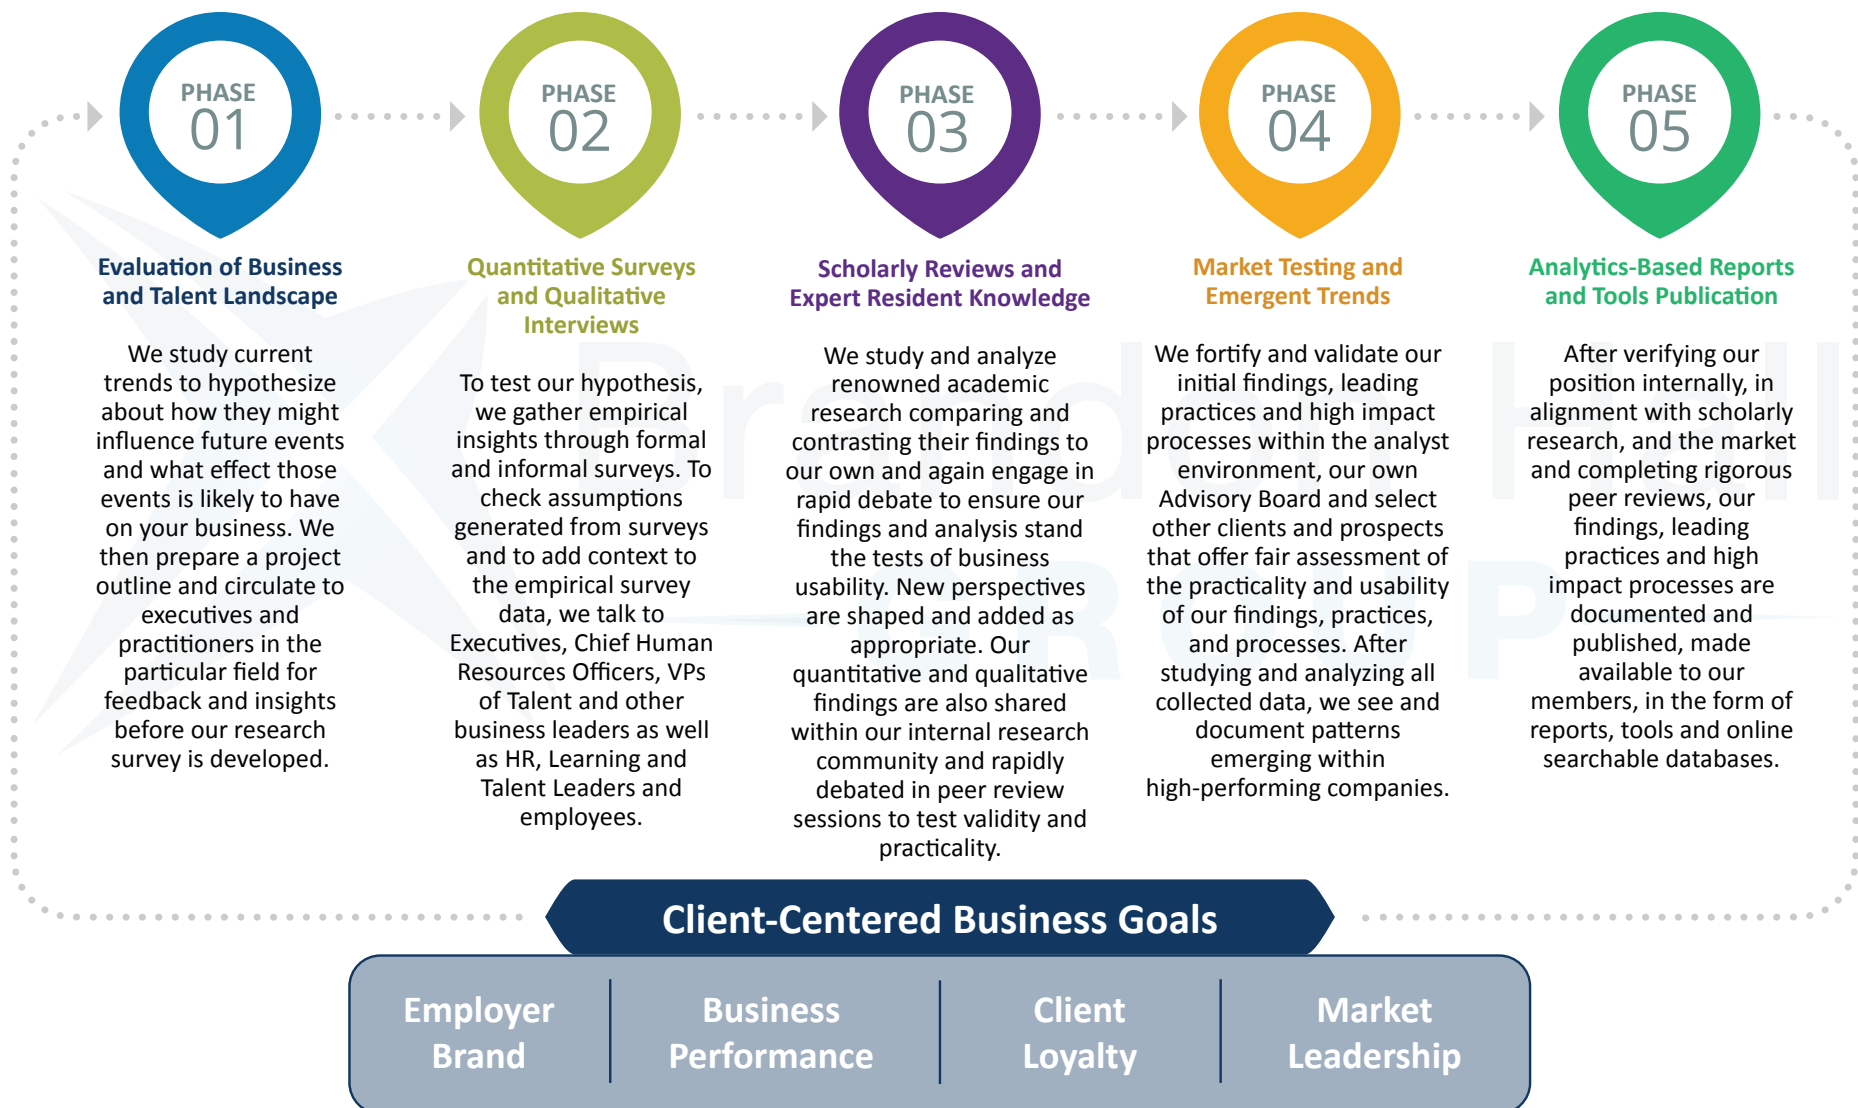 PHASE
01
PHASE
02
PHASE
03
PHASE
04
PHASE
05
Evaluation of Business
and Talent Landscape
We study current
trends to hypothesize
about how they might
influence future events
and what effect those
events is likely to have
on your business. We
then prepare a project
outline and circulate to
executives and
practitioners in the
particular field for
feedback and insights
before our research
survey is developed.
Quantitative Surveys
and Qualitative
Interviews
To test our hypothesis,
we gather empirical
insights through formal
and informal surveys. To
check assumptions
generated from surveys
and to add context to
the empirical survey
data, we talk to
Executives, Chief Human
Resources Officers, VPs
of Talent and other
business leaders as well
as HR, Learning and
Talent Leaders and
employees.
Scholarly Reviews and
Expert Resident Knowledge
We study and analyze
renowned academic
research comparing and
contrasting their findings to
our own and again engage in
rapid debate to ensure our
findings and analysis stand
the tests of business
usability. New perspectives
are shaped and added as
appropriate. Our
quantitative and qualitative
findings are also shared
within our internal research
community and rapidly
debated in peer review
sessions to test validity and
practicality.
Market Testing and
Emergent Trends
We fortify and validate our
initial findings, leading
practices and high impact
processes within the analyst
environment, our own
Advisory Board and select
other clients and prospects
that offer fair assessment of
the practicality and usability
of our findings, practices,
and processes. After
studying and analyzing all
collected data, we see and
document patterns
emerging within
high-performing companies.
Analytics-Based Reports
and Tools Publication
After verifying our
position internally, in
alignment with scholarly
research, and the market
and completing rigorous
peer reviews, our
findings, leading
practices and high
impact processes are
documented and
published, made
available to our
members, in the form of
reports, tools and online
searchable databases.
Brandon Hall
GROUP
Client-Centered Business Goals
Employer
Brand
Business
Performance
Client
Loyalty
Market
Leadership